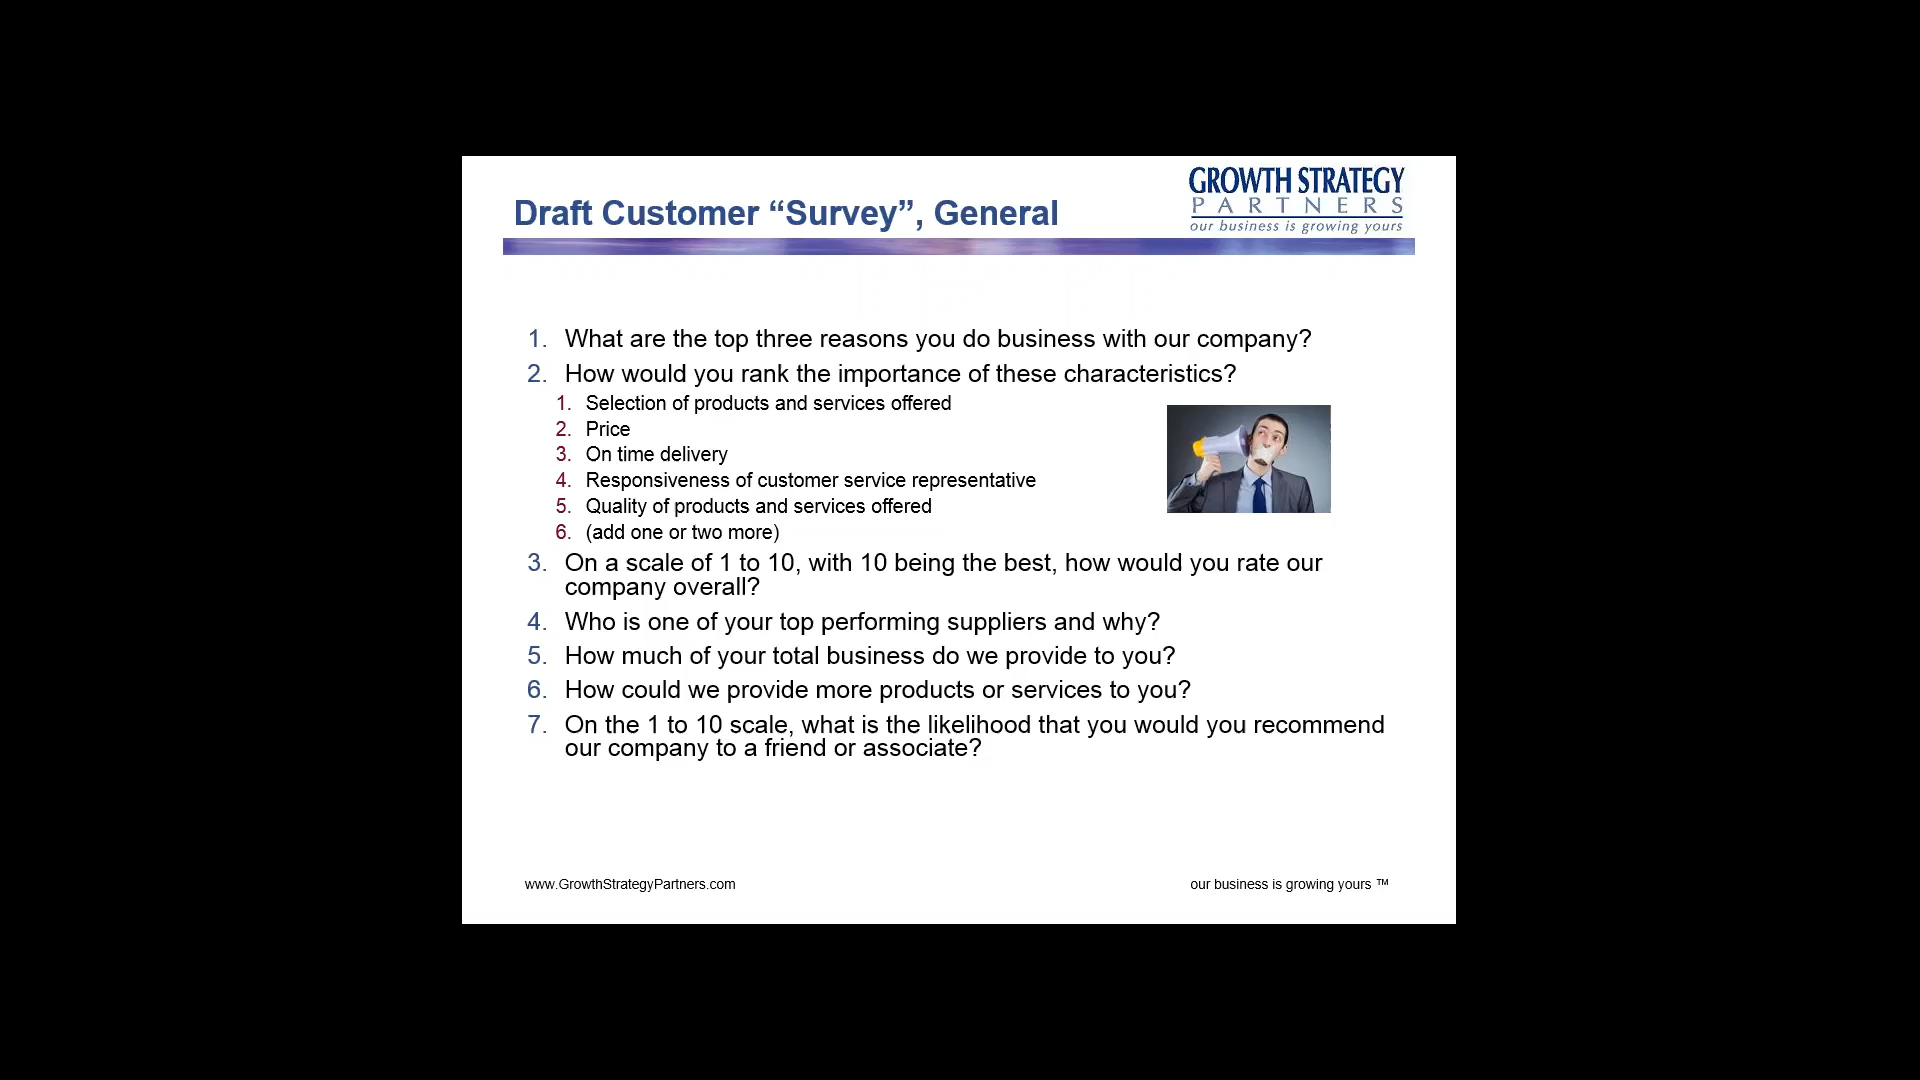 GROWTH STRATEGY
PARTNERS
our business is growing yours
Draft Customer “Survey”, General
1. What are the top three reasons you do business with our company?
2. How would you rank the importance of these characteristics?
1. Selection of products and services offered
2. Price
3. On time delivery
4. Responsiveness of customer service representative
5. Quality of products and services offered
6. (add one or two more)
3. On a scale of 1 to 10, with 10 being the best, how would you rate our
company overall?
4. Who is one of your top performing suppliers and why?
5. How much of your total business do we provide to you?
6. How could we provide more products or services to you?
7. On the 1 to 10 scale, what is the likelihood that you would you recommend
our company to a friend or associate?
www.GrowthStrategyPartners.com
our business is growing yours ™